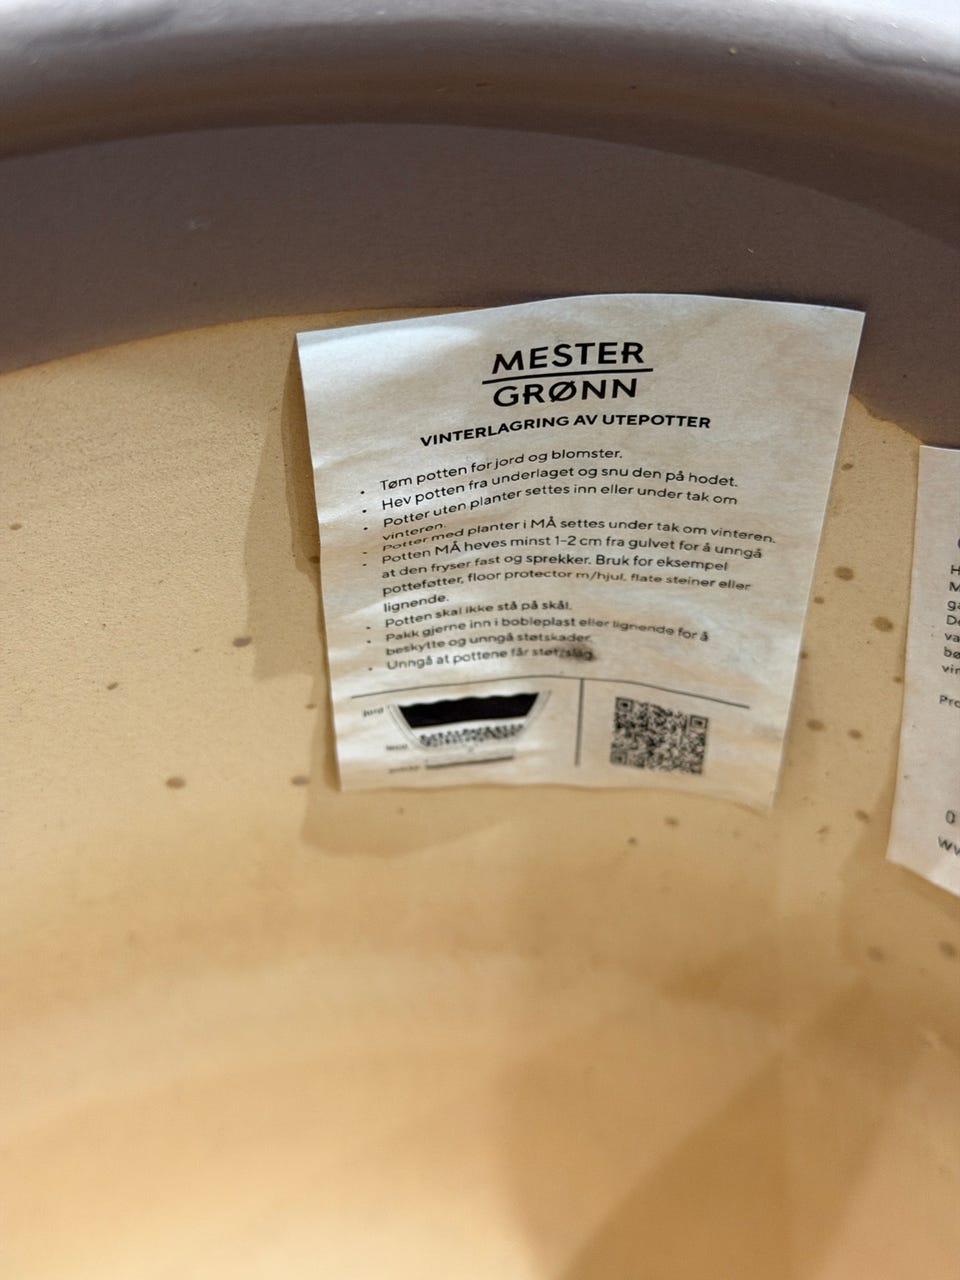 MESTER
GRØNN
VINTERLAGRING AV UTEPOTTER
• Tøm potten for jord og blomster.
• Hev potten fra underlaget og snu den på hodet.
• Potter uten planter settes inn eller under tak om
vinteren.
- Potter med planter i MÅ settes under tak om vinteren.
- Potten MÅ heves minst 1-2 cm fra gulvet for å unngå
at den fryser fast og sprekker. Bruk for eksempel
potteføtter, floor protector m/hjul, flate steiner eller
lignende.
• Potten skal ikke stå på skål.
• Pakk gjerne inn i bobleplast eller lignende for å
beskytte og unngå støtskader.
• Unngå at pottene får støt/slag.
jord